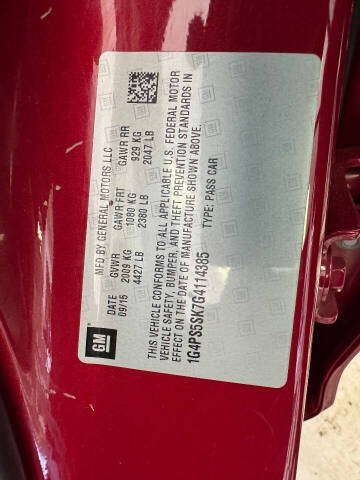 GM
MFD BY GENERAL MOTORS LLC
DATE GVWR GAWR FRT GAWR RR
09/15 2009 KG 1080 KG 929 KG
4427 LB 2380 LB 2047 LB
THIS VEHICLE CONFORMS TO ALL APPLICABLE U.S. FEDERAL MOTOR
VEHICLE SAFETY, BUMPER, AND THEFT PREVENTION STANDARDS IN
EFFECT ON THE DATE OF MANUFACTURE SHOWN ABOVE.
1G4PS5SK7G4114385 TYPE: PASS CAR